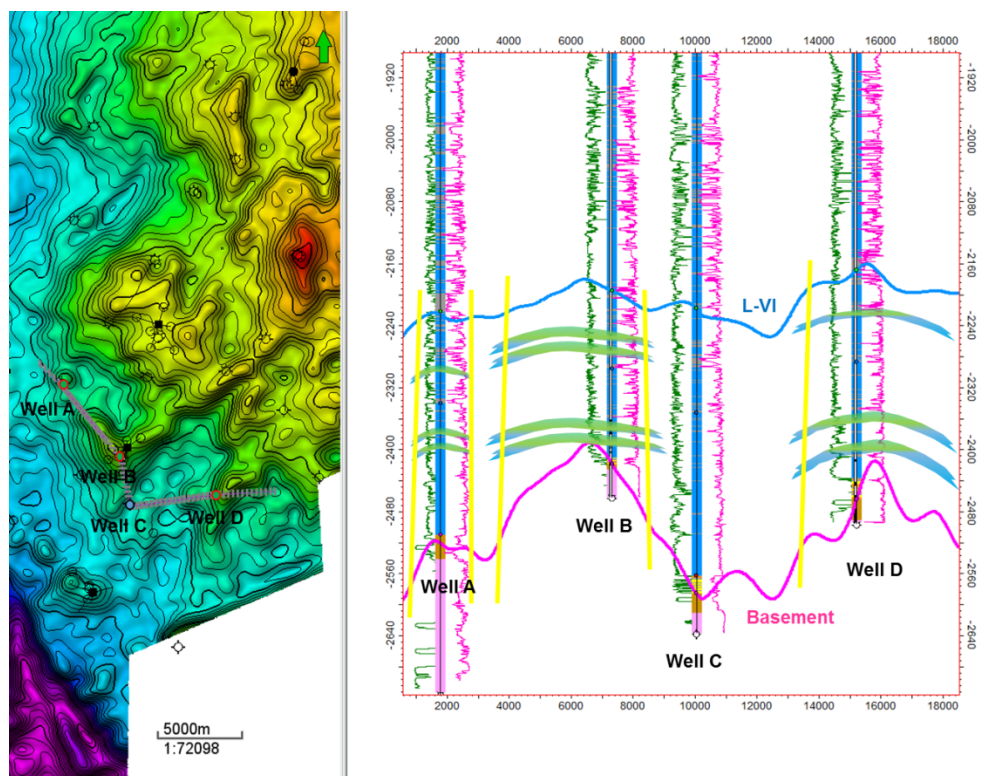 Well A
Well B
Well C
Well D
5000m
1:72098
2000 4000 6000 8000 10000 12000 14000 16000 18000
-1920 -1920
-2000 -2000
-2080 -2080
-2160 -2160
L-VI
-2240 -2240
-2320 -2320
-2400 -2400
-2480 -2480
Well B
-2560 -2560
Well A
Well D
Basement
-2640 -2640
Well C
2000 4000 6000 8000 10000 12000 14000 16000 18000